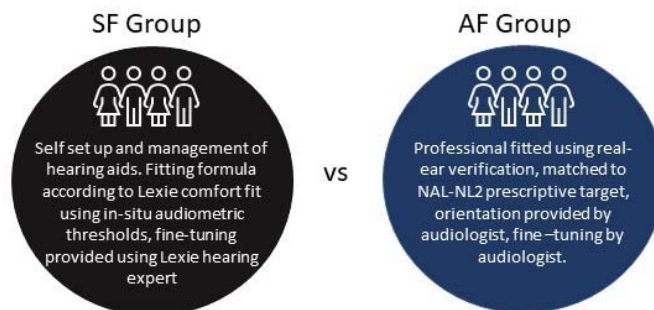 SF Group
AF Group
Self set up and management of
hearing aids. Fitting formula
according to Lexie comfort fit
using in-situ audiometric
thresholds, fine-tuning
provided using Lexie hearing
expert
vs
Professional fitted using real-
ear verification, matched to
NAL-NL2 prescriptive target,
orientation provided by
audiologist, fine –tuning by
audiologist.